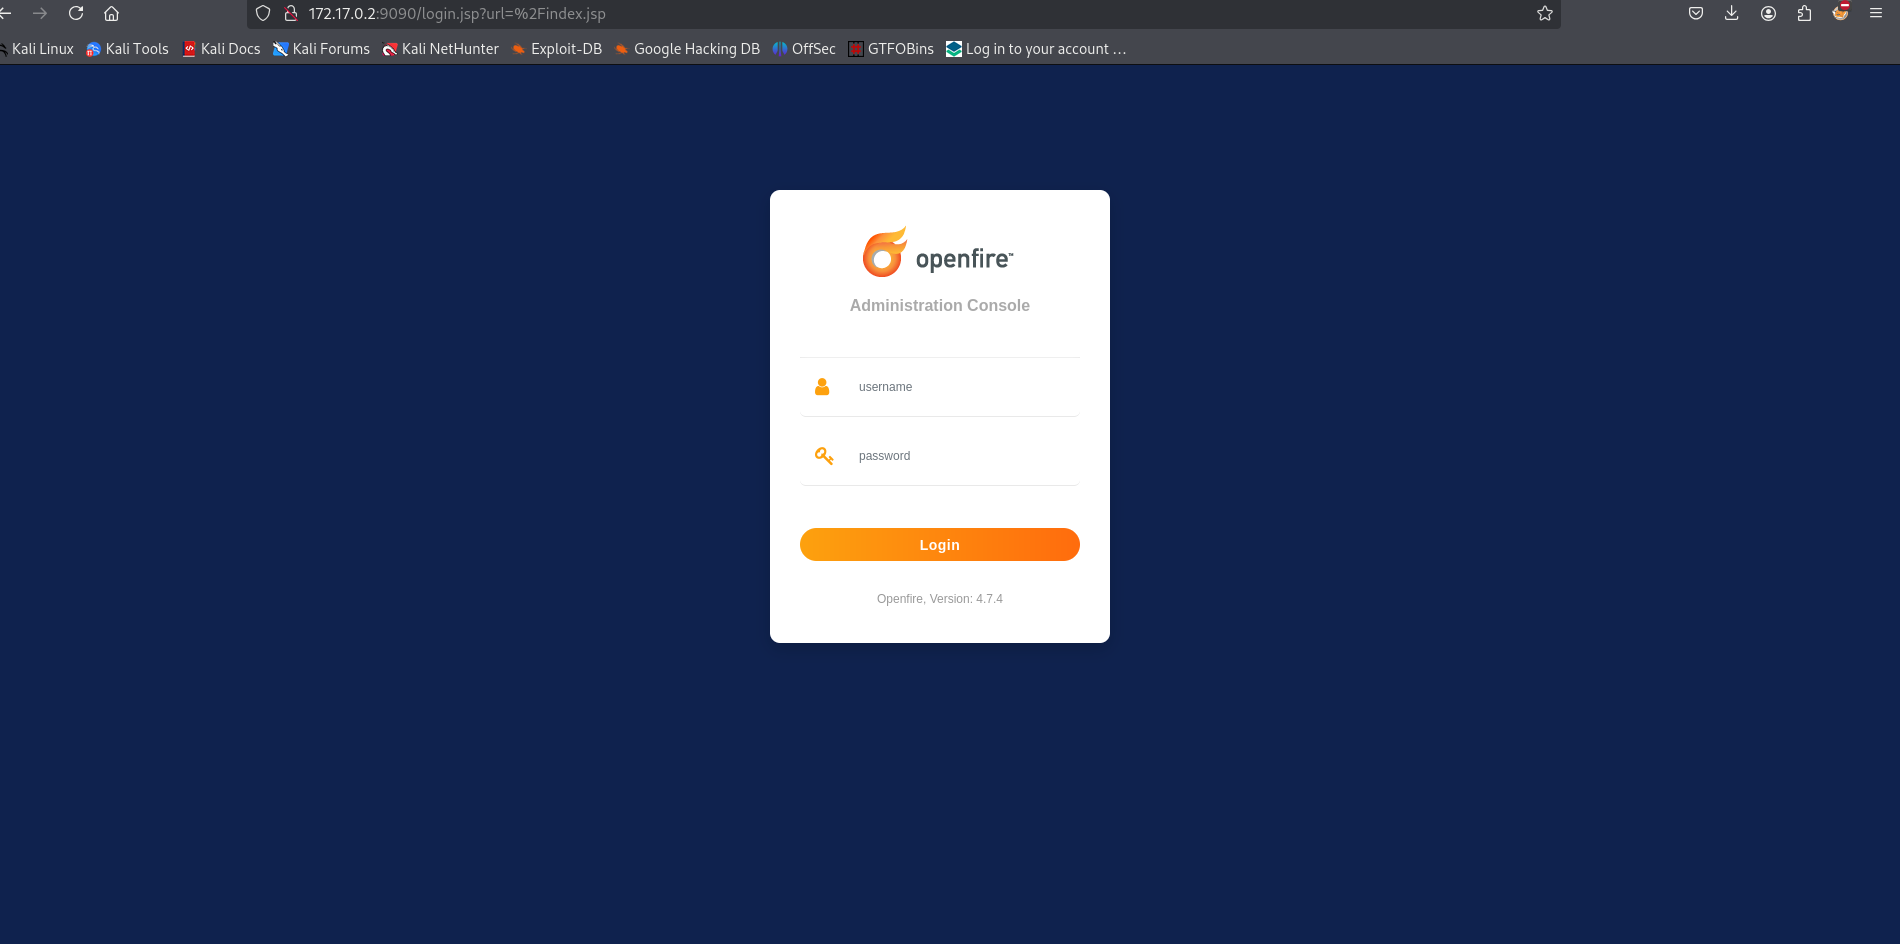 172.17.0.2:9090/login.jsp?url=%2Findex.jsp
Kali Linux Kali Tools Kali Docs Kali Forums Kali NetHunter Exploit-DB Google Hacking DB OffSec GTFOBins Log in to your account ...
openfire™
Administration Console
username
password
Login
Openfire, Version: 4.7.4